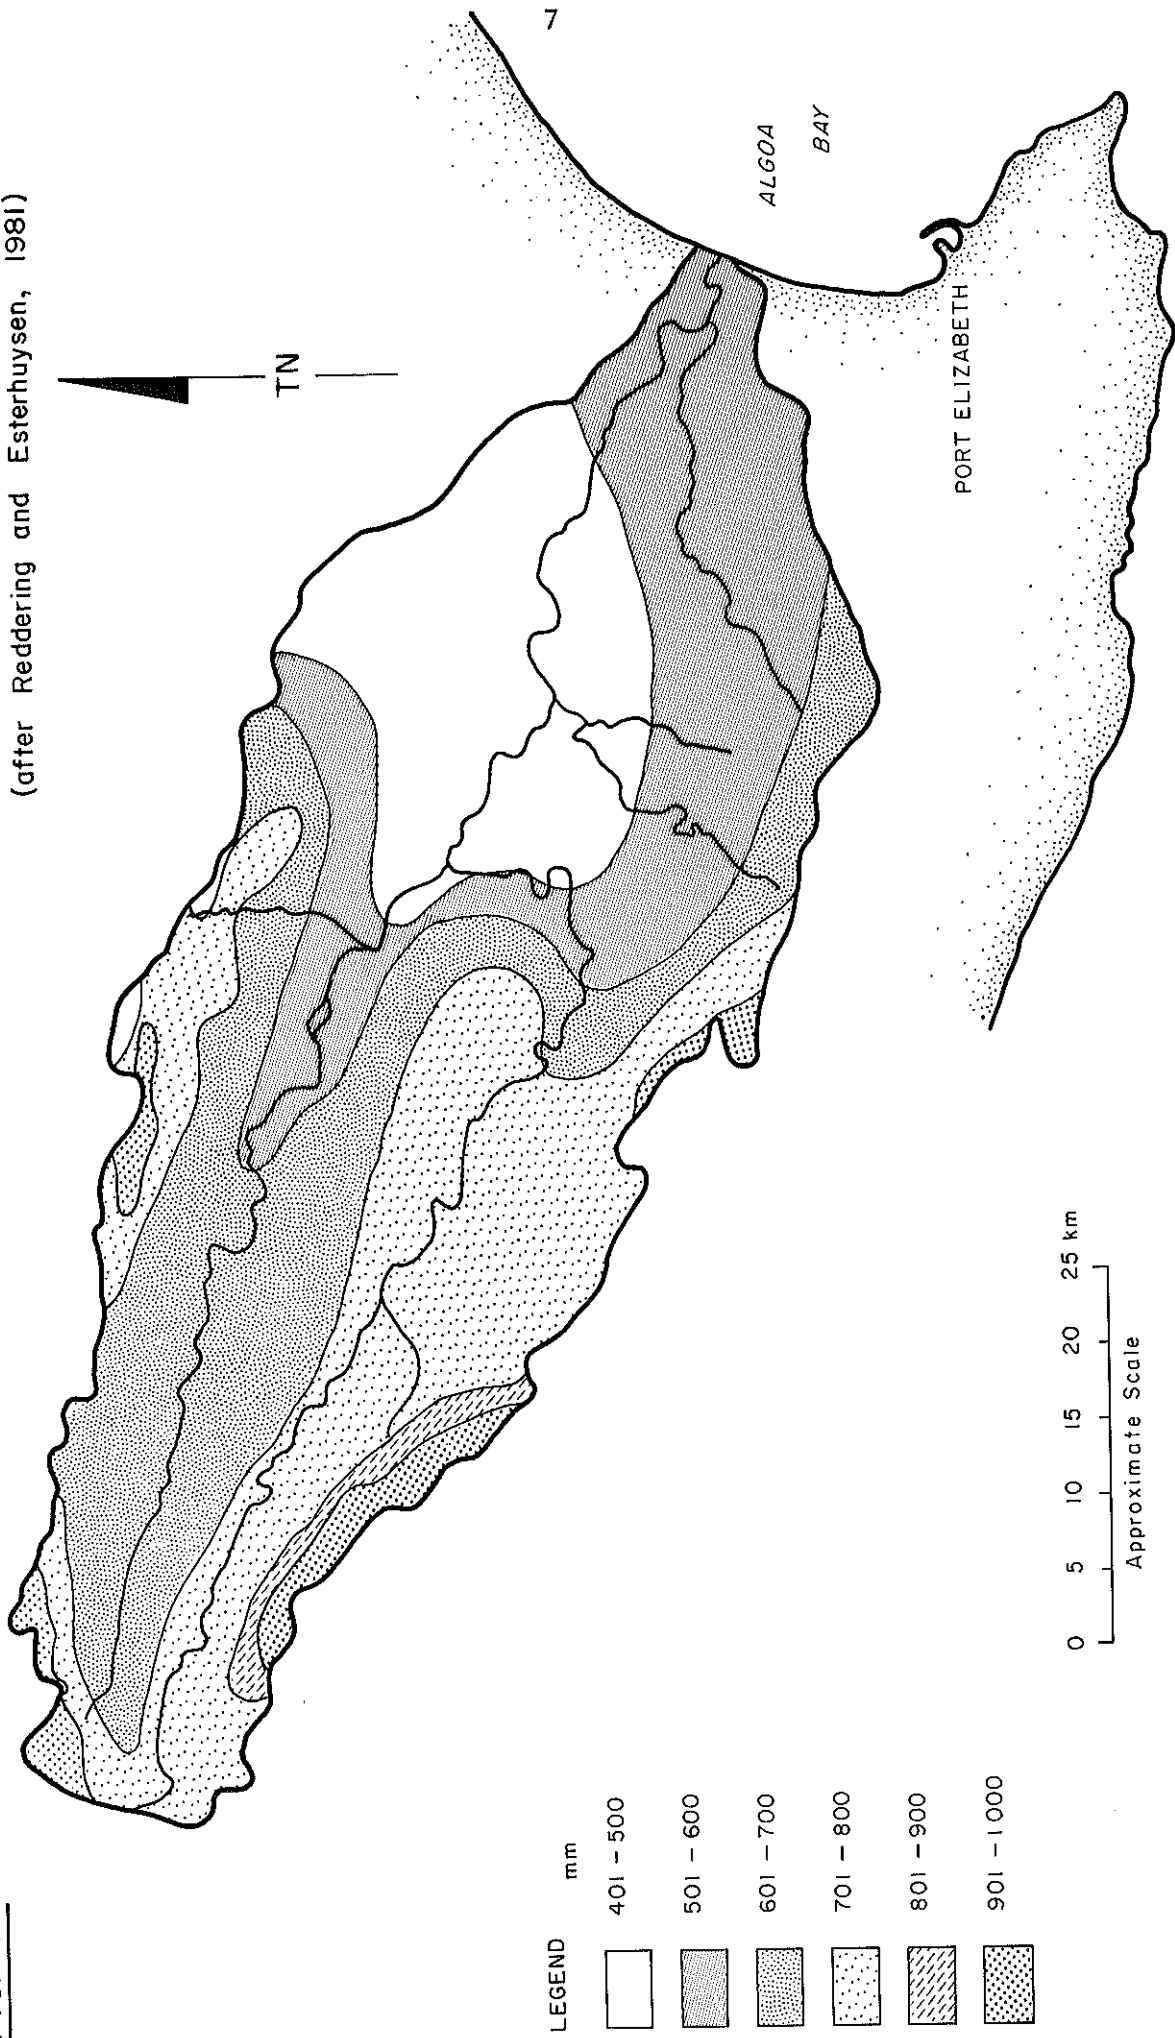 (after Reddering and Esterhuysen, 1981)
7
TN
ALGOA
BAY
PORT ELIZABETH
LEGEND
mm
401 – 500
501 – 600
601 – 700
701 – 800
801 – 900
901 – 1000
0 5 10 15 20 25 km
Approximate Scale